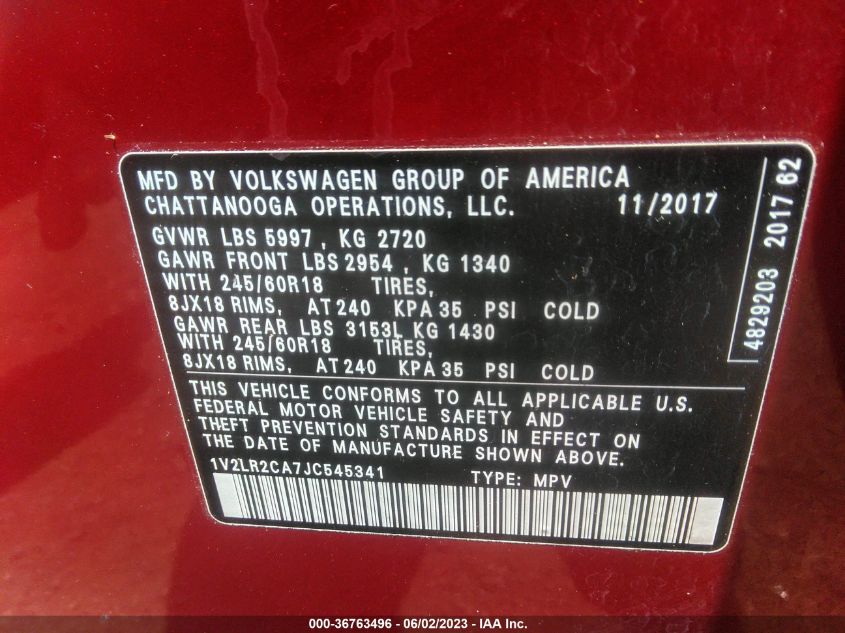 MFD BY VOLKSWAGEN GROUP OF AMERICA
CHATTANOOGA OPERATIONS, LLC. 11/2017
GVWR LBS 5997 , KG 2720
GAWR FRONT LBS 2954 , KG 1340
WITH 245/60R18 TIRES,
8JX18 RIMS, AT 240 KPA 35 PSI COLD
GAWR REAR LBS 3153L KG 1430
WITH 245/60R18 TIRES,
8JX18 RIMS, AT 240 KPA 35 PSI COLD
THIS VEHICLE CONFORMS TO ALL APPLICABLE U.S.
FEDERAL MOTOR VEHICLE SAFETY AND
THEFT PREVENTION STANDARDS IN EFFECT ON
THE DATE OF MANUFACTURE SHOWN ABOVE.
1V2LR2CA7JC545341 TYPE: MPV
4829203 2017 62
000-36763496 - 06/02/2023 - IAA Inc.